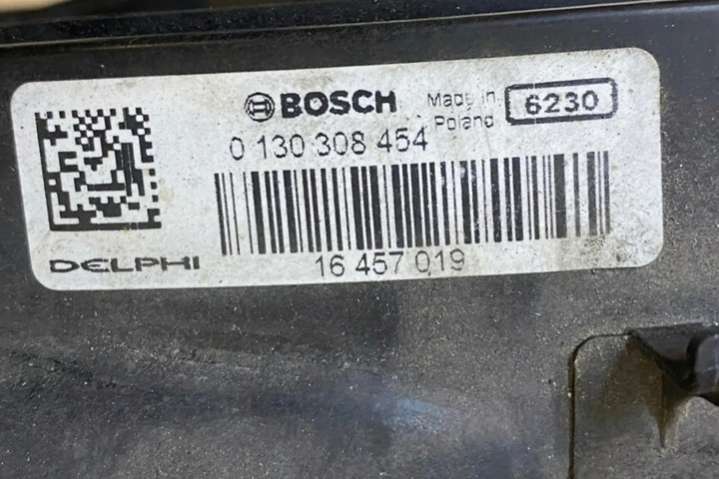 BOSCH Made in Poland 6230
0 130 308 454
16 457 019
DELPHI